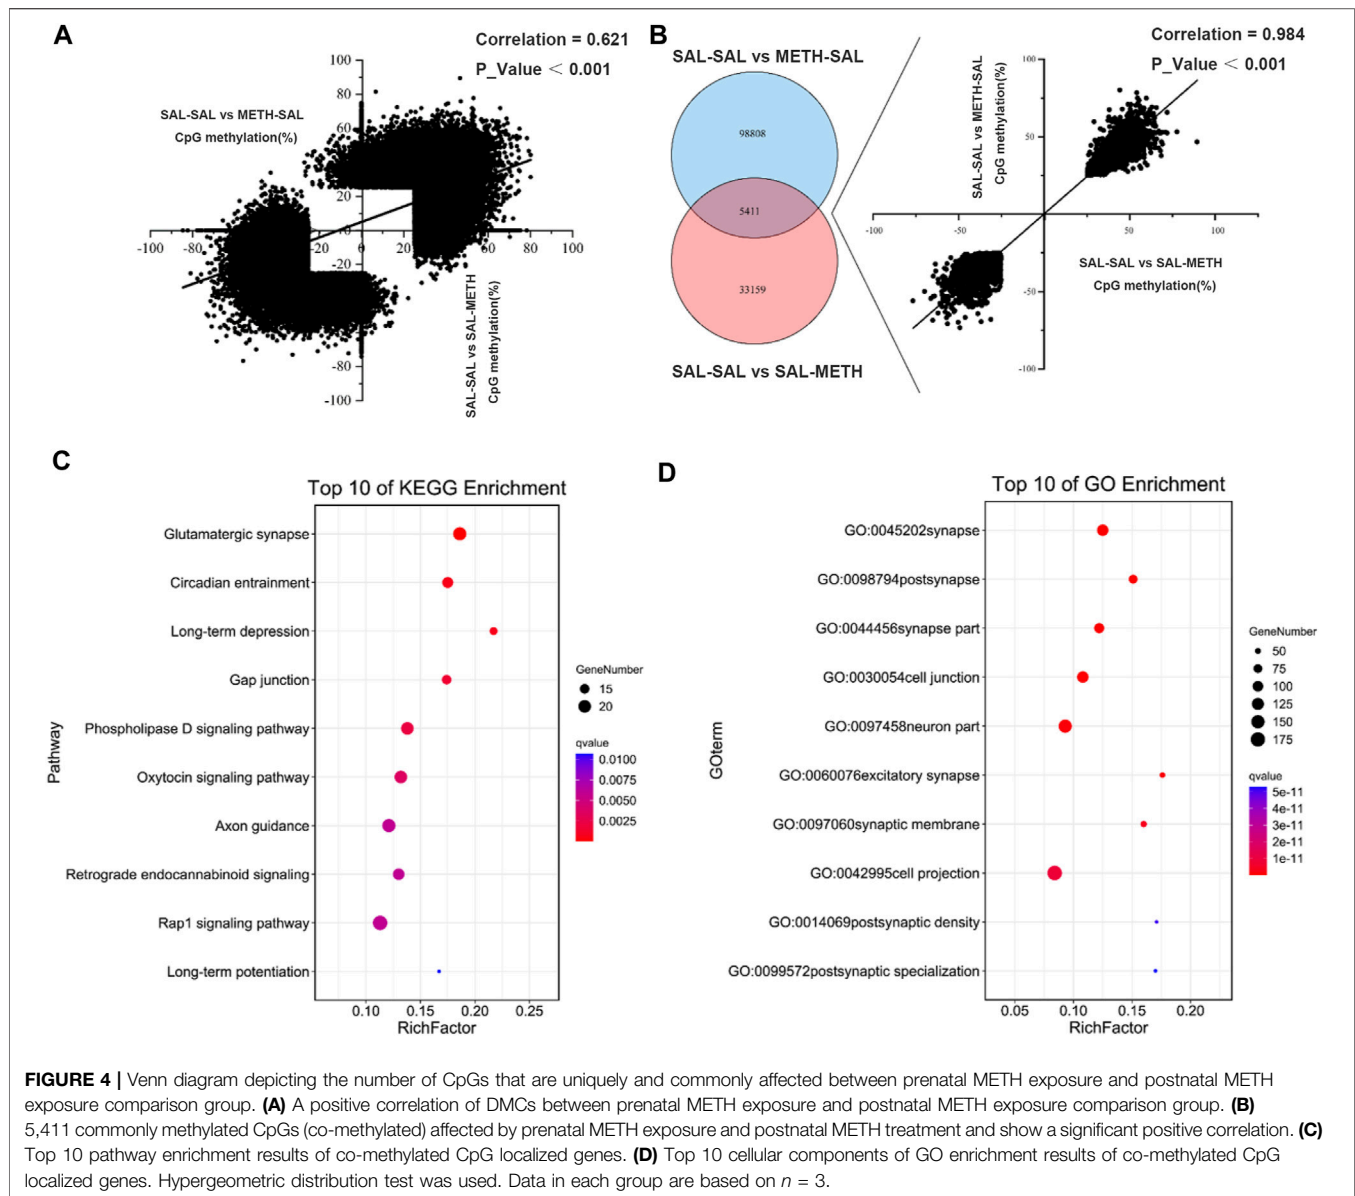 A
Correlation = 0.621
P_Value < 0.001
SAL-SAL vs METH-SAL
CpG methylation(%)
100
80
60
20
-100
-80
-20
0
20
60
80
100
-20
-80
-100
SAL-SAL vs SAL-METH
CpG methylation(%)
B
SAL-SAL vs METH-SAL
98808
5411
33159
SAL-SAL vs SAL-METH
Correlation = 0.984
P_Value < 0.001
SAL-SAL vs METH-SAL
CpG methylation(%)
100
50
-100
-50
0
50
100
-50
-100
SAL-SAL vs SAL-METH
CpG methylation(%)
C
Top 10 of KEGG Enrichment
Pathway
Glutamatergic synapse
Circadian entrainment
Long-term depression
Gap junction
Phospholipase D signaling pathway
Oxytocin signaling pathway
Axon guidance
Retrograde endocannabinoid signaling
Rap1 signaling pathway
Long-term potentiation
0.10 0.15 0.20 0.25
RichFactor
GeneNumber
15
20
qvalue
0.0100
0.0075
0.0050
0.0025
D
Top 10 of GO Enrichment
GOterm
GO:0045202synapse
GO:0098794postsynapse
GO:0044456synapse part
GO:0030054cell junction
GO:0097458neuron part
GO:0060076excitatory synapse
GO:0097060synaptic membrane
GO:0042995cell projection
GO:0014069postsynaptic density
GO:0099572postsynaptic specialization
0.05 0.10 0.15 0.20
RichFactor
GeneNumber
50
75
100
125
150
175
qvalue
5e-11
4e-11
3e-11
2e-11
1e-11
FIGURE 4 | Venn diagram depicting the number of CpGs that are uniquely and commonly affected between prenatal METH exposure and postnatal METH
exposure comparison group. (A) A positive correlation of DMCs between prenatal METH exposure and postnatal METH exposure comparison group. (B)
5,411 commonly methylated CpGs (co-methylated) affected by prenatal METH exposure and postnatal METH treatment and show a significant positive correlation. (C)
Top 10 pathway enrichment results of co-methylated CpG localized genes. (D) Top 10 cellular components of GO enrichment results of co-methylated CpG
localized genes. Hypergeometric distribution test was used. Data in each group are based on n = 3.